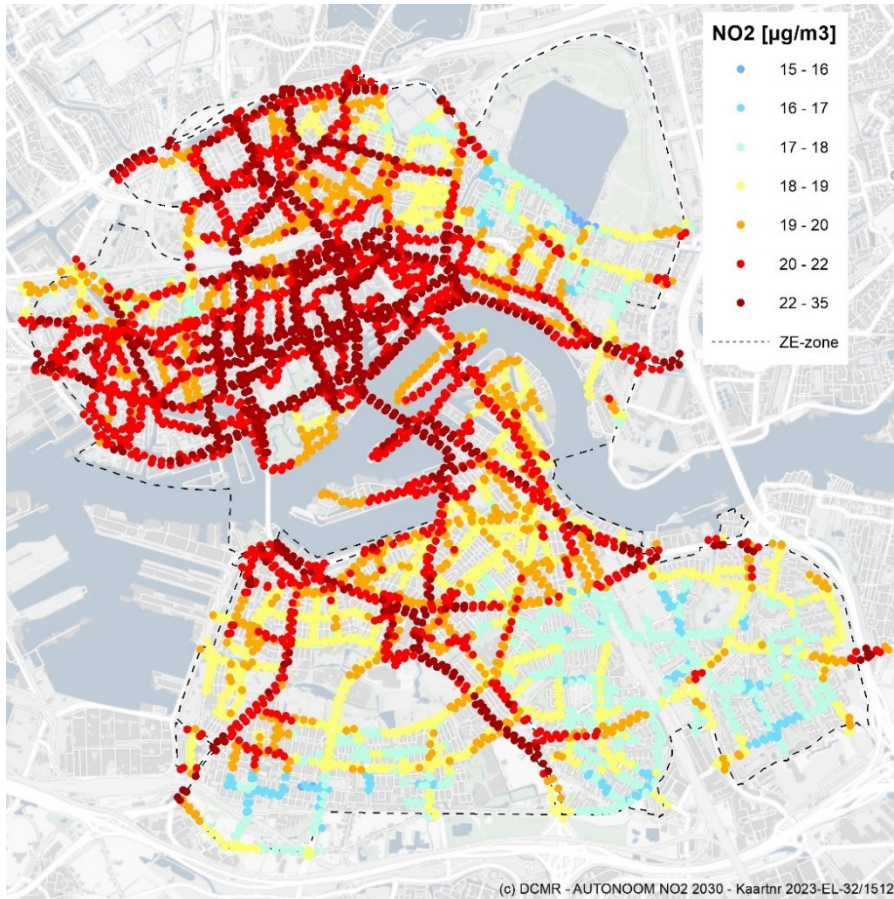 NO2 [µg/m3]
15 - 16
16 - 17
17 - 18
18 - 19
19 - 20
20 - 22
22 - 35
ZE-zone
(c) DCMR - AUTONOOM NO2 2030 - Kaartnr 2023-EL-32/1512